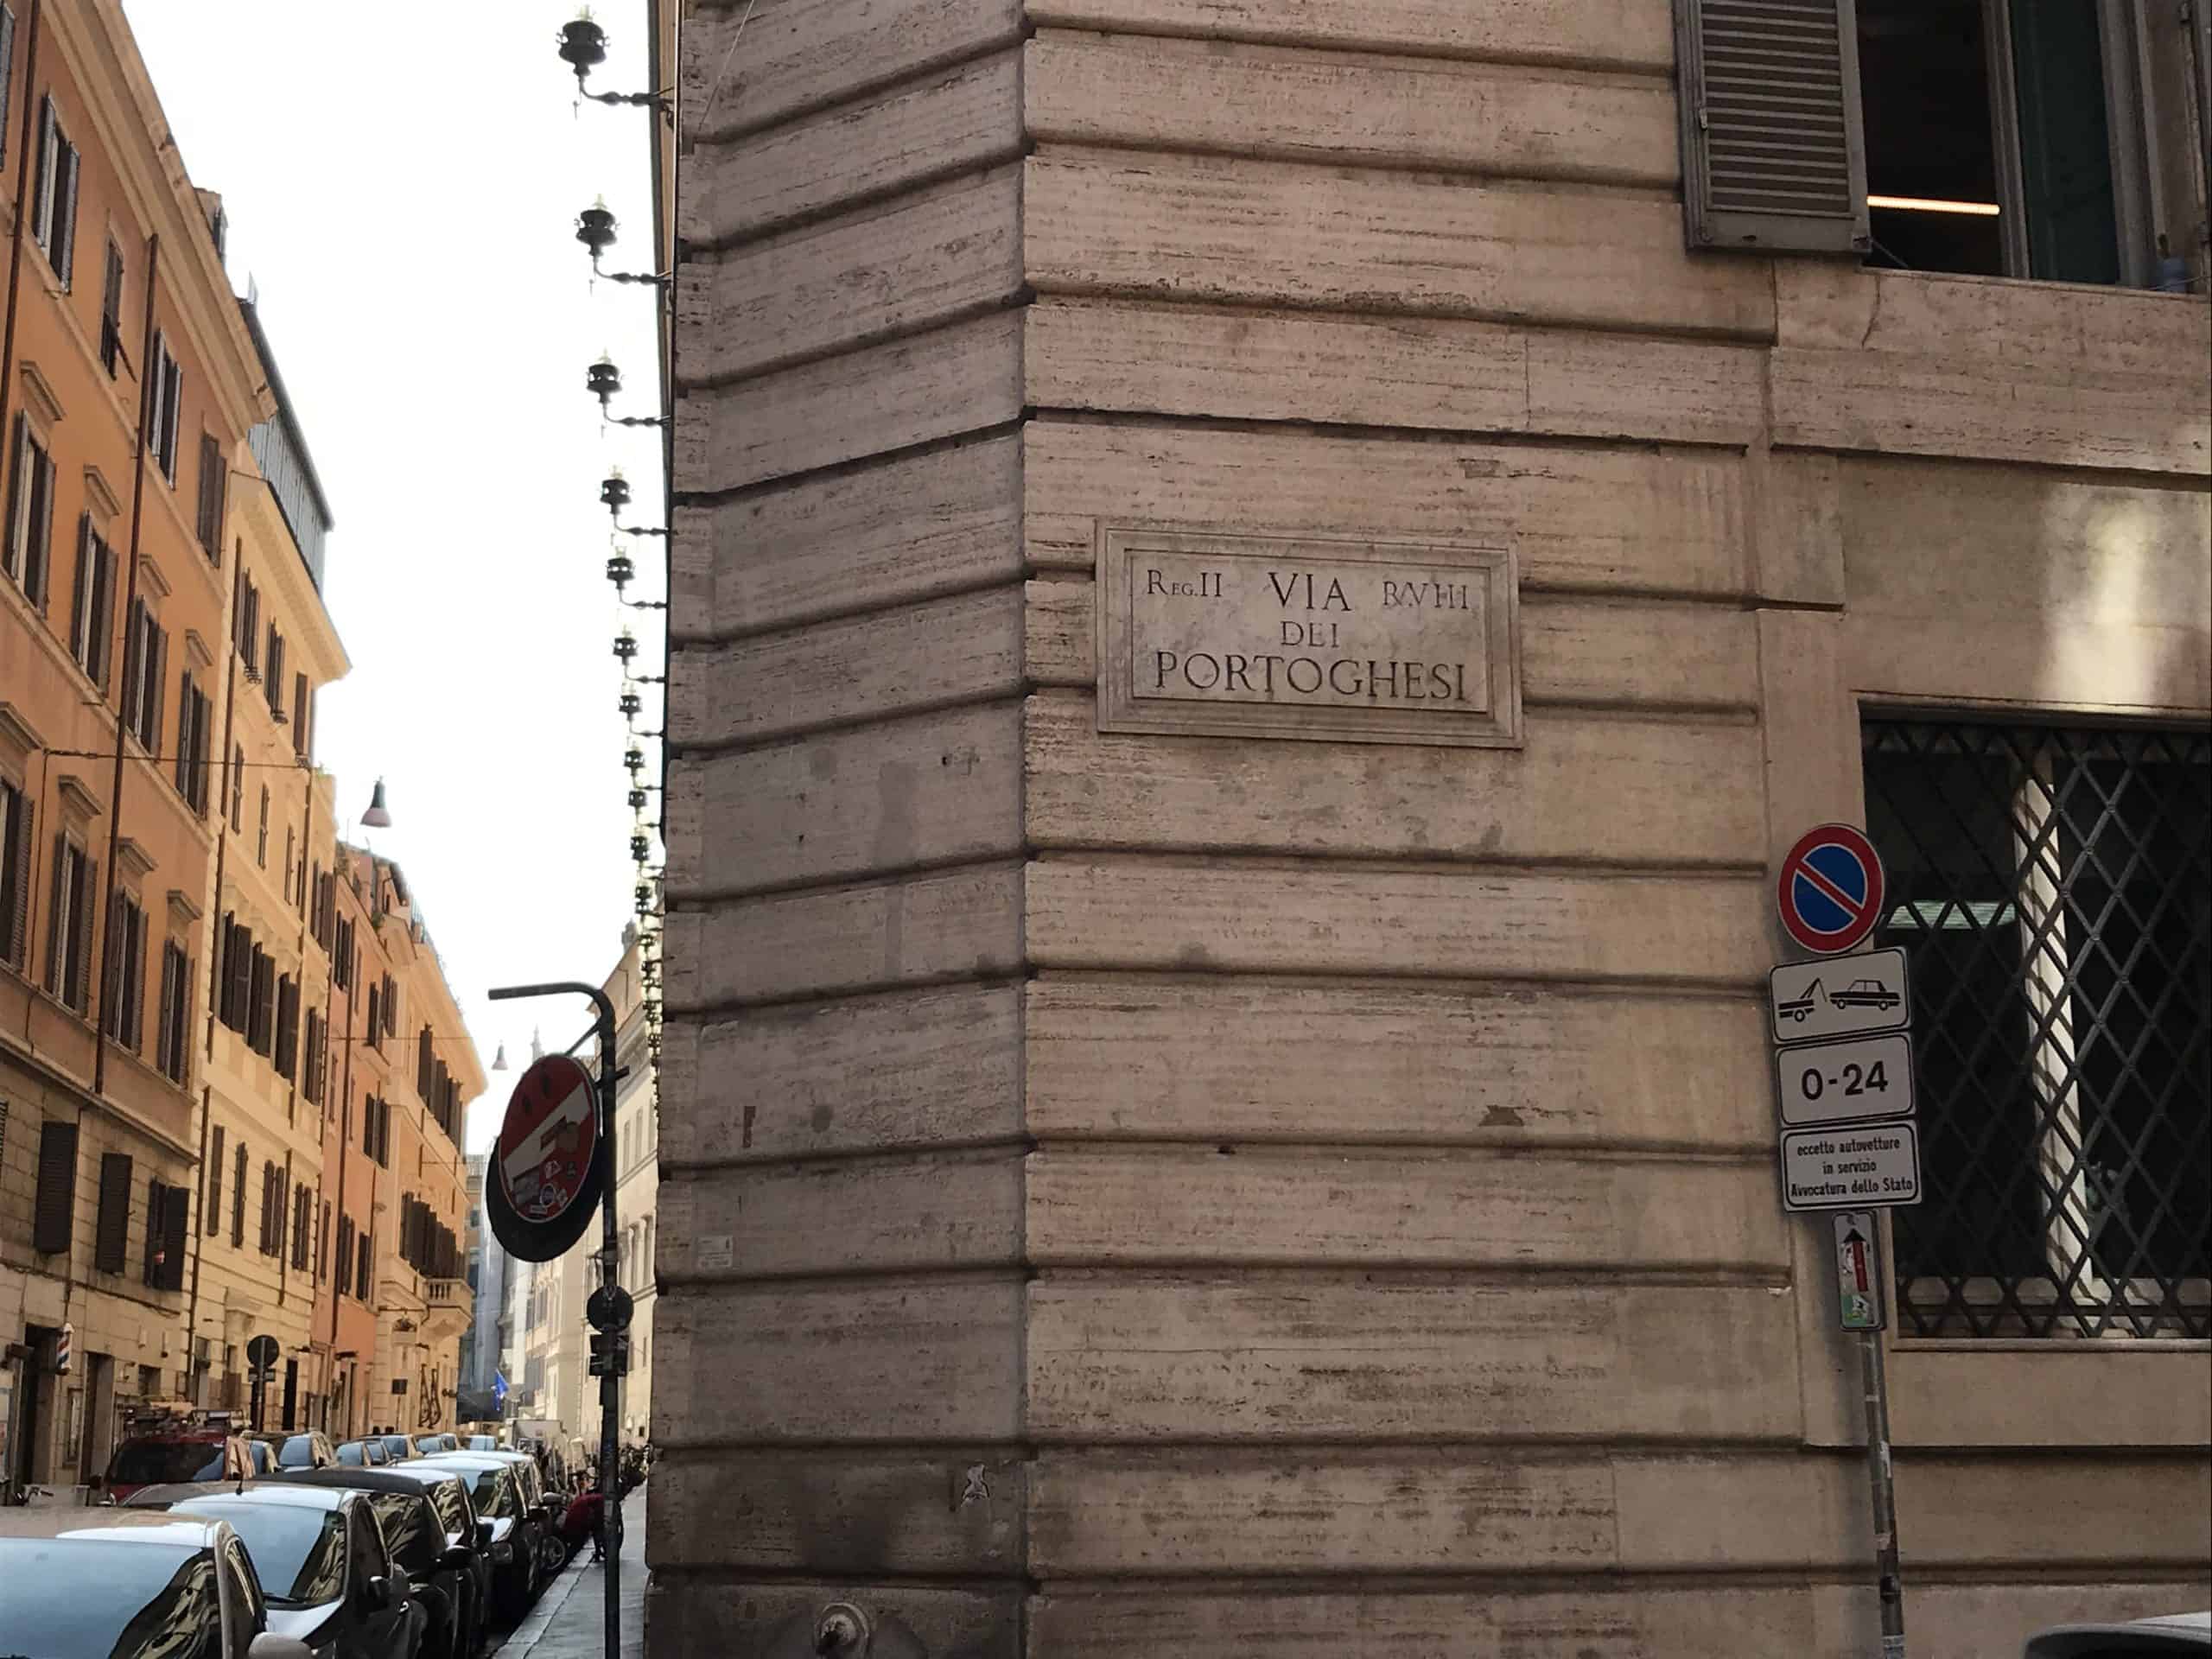 REG.II VIA R.VIII
DEI
PORTOGHESI
0-24
eccetto autovetture
in servizio
Avvocatura dello Stato